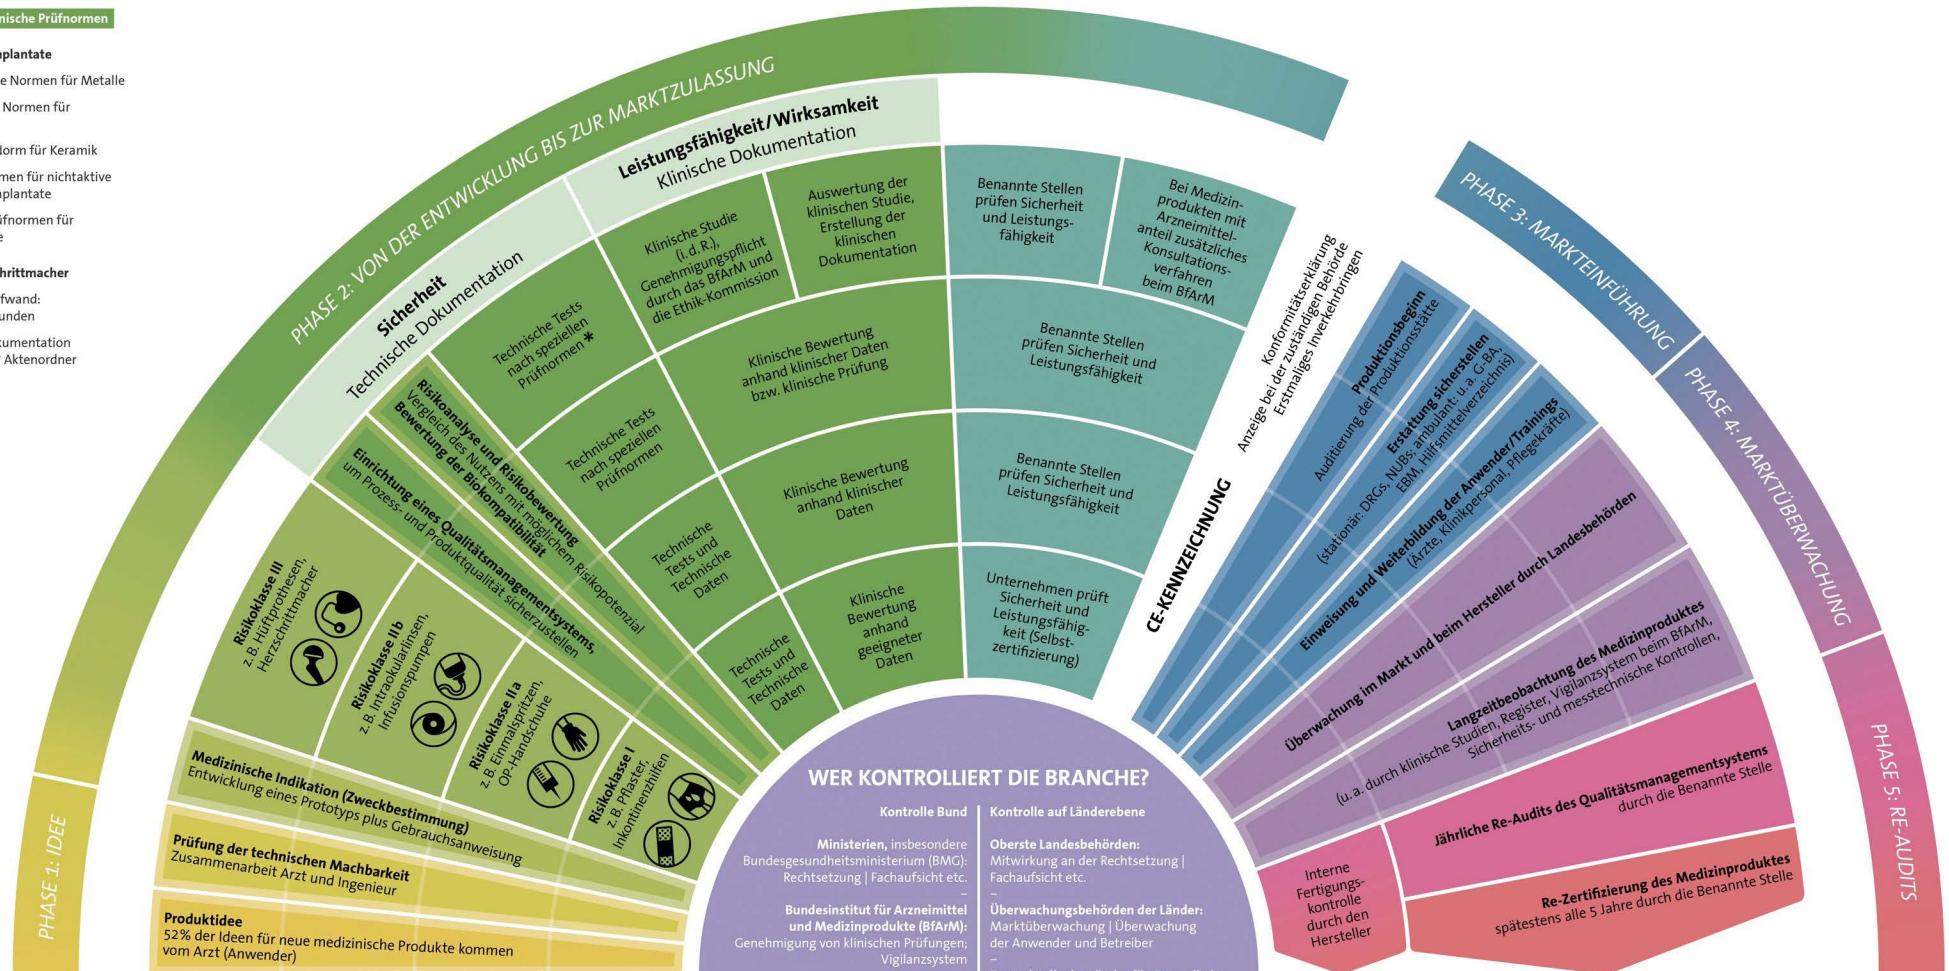 nische Prüfnormen
nplantate
e Normen für Metalle
Normen für
Norm für Keramik
men für nichtaktive
nplantate
üfnormen für
e
hrittmacher
fwand:
unden
kumentation
Aktenordner
PHASE 1: IDEE
Produktidee
52% der Ideen für neue medizinische Produkte kommen
vom Arzt (Anwender)
Prüfung der technischen Machbarkeit
Zusammenarbeit Arzt und Ingenieur
PHASE 2: VON DER ENTWICKLUNG BIS ZUR MARKTZULASSUNG
Medizinische Indikation (Zweckbestimmung)
Entwicklung eines Prototyps plus Gebrauchsanweisung
Risikoklasse III
z. B. Hüftprothesen,
Herzschrittmacher
Risikoklasse II b
z. B. Intraokularlinsen,
Infusionspumpen
Risikoklasse II a
z. B. Einmalspritzen,
OP-Handschuhe
Risikoklasse I
z. B. Pflaster,
Inkontinenzhilfen
Einrichtung eines Qualitätsmanagementsystems,
um Prozess- und Produktqualität sicherzustellen
Risikoanalyse und Risikobewertung
Vergleich des Nutzens mit möglichem Risikopotenzial
Bewertung der Biokompatibilität
Sicherheit
Technische Dokumentation
Technische Tests
nach speziellen
Prüfnormen *
Technische Tests
nach speziellen
Prüfnormen
Technische
Tests und
Technische
Daten
Technische
Tests und
Technische
Daten
Leistungsfähigkeit/Wirksamkeit
Klinische Dokumentation
Klinische Studie
(i. d. R.),
Genehmigungspflicht
durch das BfArM und
die Ethik-Kommission
Auswertung der
klinischen Studie,
Erstellung der
klinischen
Dokumentation
Klinische Bewertung
anhand klinischer Daten
bzw. klinische Prüfung
Klinische Bewertung
anhand klinischer
Daten
Klinische
Bewertung
anhand
geeigneter
Daten
Benannte Stellen
prüfen Sicherheit
und Leistungs-
fähigkeit
Bei Medizin-
produkten mit
Arzneimittel-
anteil zusätzliches
Konsultations-
verfahren
beim BfArM
Benannte Stellen
prüfen Sicherheit und
Leistungsfähigkeit
Benannte Stellen
prüfen Sicherheit und
Leistungsfähigkeit
Unternehmen prüft
Sicherheit und
Leistungsfähig-
keit (Selbst-
zertifizierung)
CE-KENNZEICHNUNG
Konformitätserklärung
Anzeige bei der zuständigen Behörde
Erstmaliges Inverkehrbringen
PHASE 3: MARKTEINFÜHRUNG
Produktionsbeginn
Auditierung der Produktionsstätte
Erstattung sicherstellen
(stationär: DRGs, NUBs; ambulant: u. a. G-BA,
EBM, Hilfsmittelverzeichnis)
Einweisung und Weiterbildung der Anwender/Trainings
(Ärzte, Klinikpersonal, Pflegekräfte)
PHASE 4: MARKTÜBERWACHUNG
Überwachung im Markt und beim Hersteller durch Landesbehörden
Langzeitbeobachtung des Medizinproduktes
(u. a. durch klinische Studien, Register, Vigilanzsystem beim BfArM,
Sicherheits- und messtechnische Kontrollen,
PHASE 5: RE-AUDITS
Jährliche Re-Audits des Qualitätsmanagementsystems
durch die Benannte Stelle
Interne
Fertigungs-
kontrolle
durch den
Hersteller
Re-Zertifizierung des Medizinproduktes
spätestens alle 5 Jahre durch die Benannte Stelle
WER KONTROLLIERT DIE BRANCHE?
Kontrolle Bund
Ministerien, insbesondere
Bundesgesundheitsministerium (BMG):
Rechtsetzung | Fachaufsicht etc.
–
Bundesinstitut für Arzneimittel
und Medizinprodukte (BfArM):
Genehmigung von klinischen Prüfungen;
Vigilanzsystem
Kontrolle auf Länderebene
Oberste Landesbehörden:
Mitwirkung an der Rechtsetzung |
Fachaufsicht etc.
–
Überwachungsbehörden der Länder:
Marktüberwachung | Überwachung
der Anwender und Betreiber
–